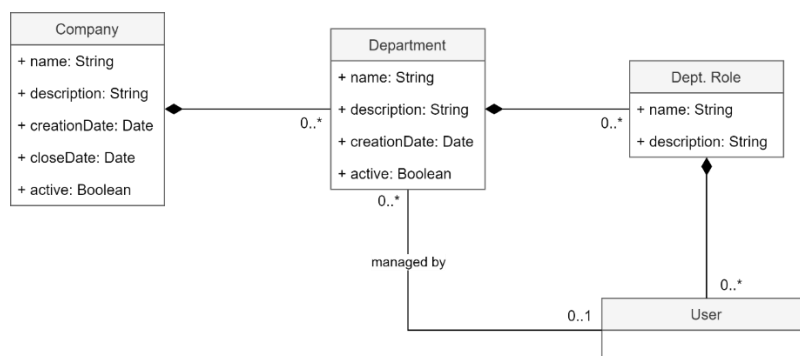 Company
+ name: String
+ description: String
+ creationDate: Date
+ closeDate: Date
+ active: Boolean
0..*
Department
+ name: String
+ description: String
+ creationDate: Date
+ active: Boolean
0..*
Dept. Role
+ name: String
+ description: String
0..*
managed by
0..*
0..1
User